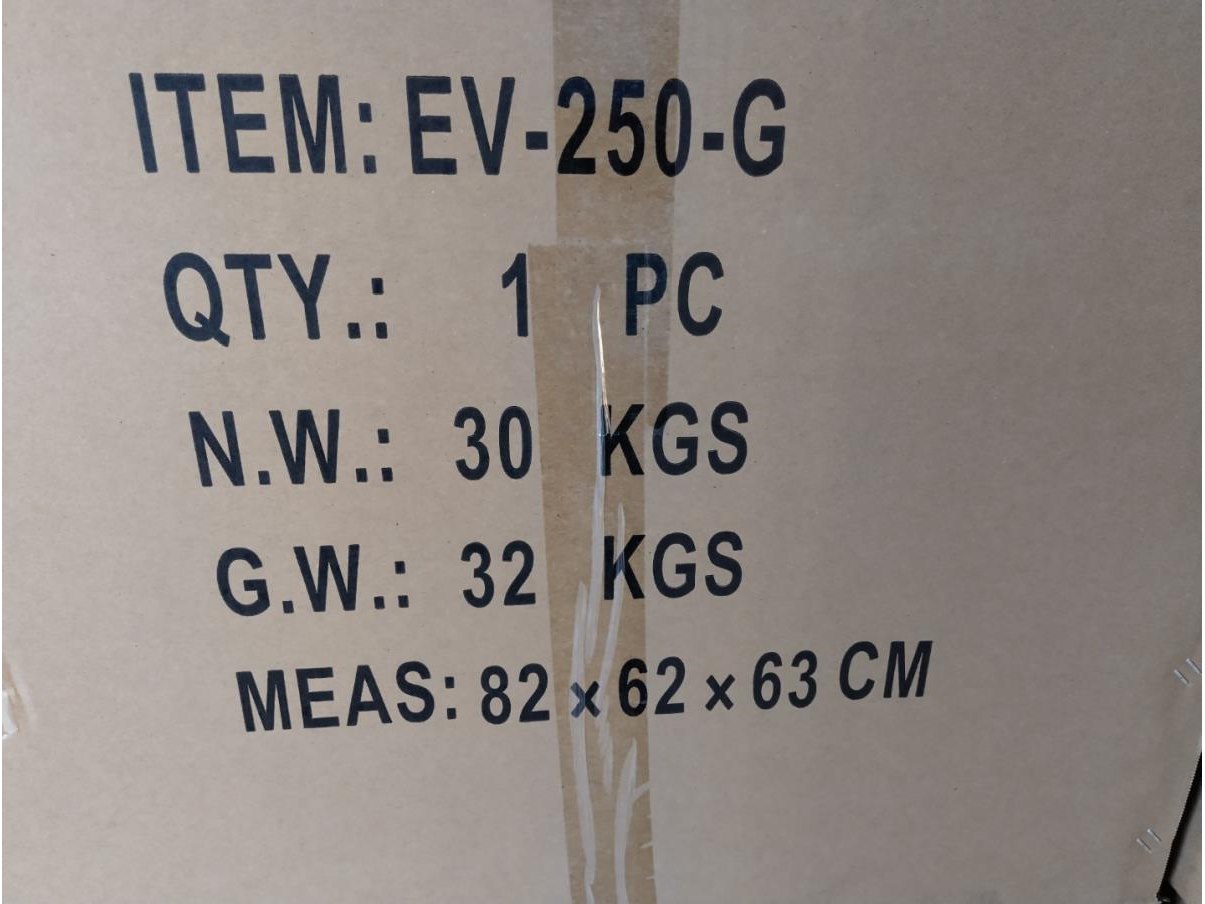 ITEM: EV-250-G
QTY.: 1 PC
N.W.: 30 KGS
G.W.: 32 KGS
MEAS: 82 x 62 x 63 CM